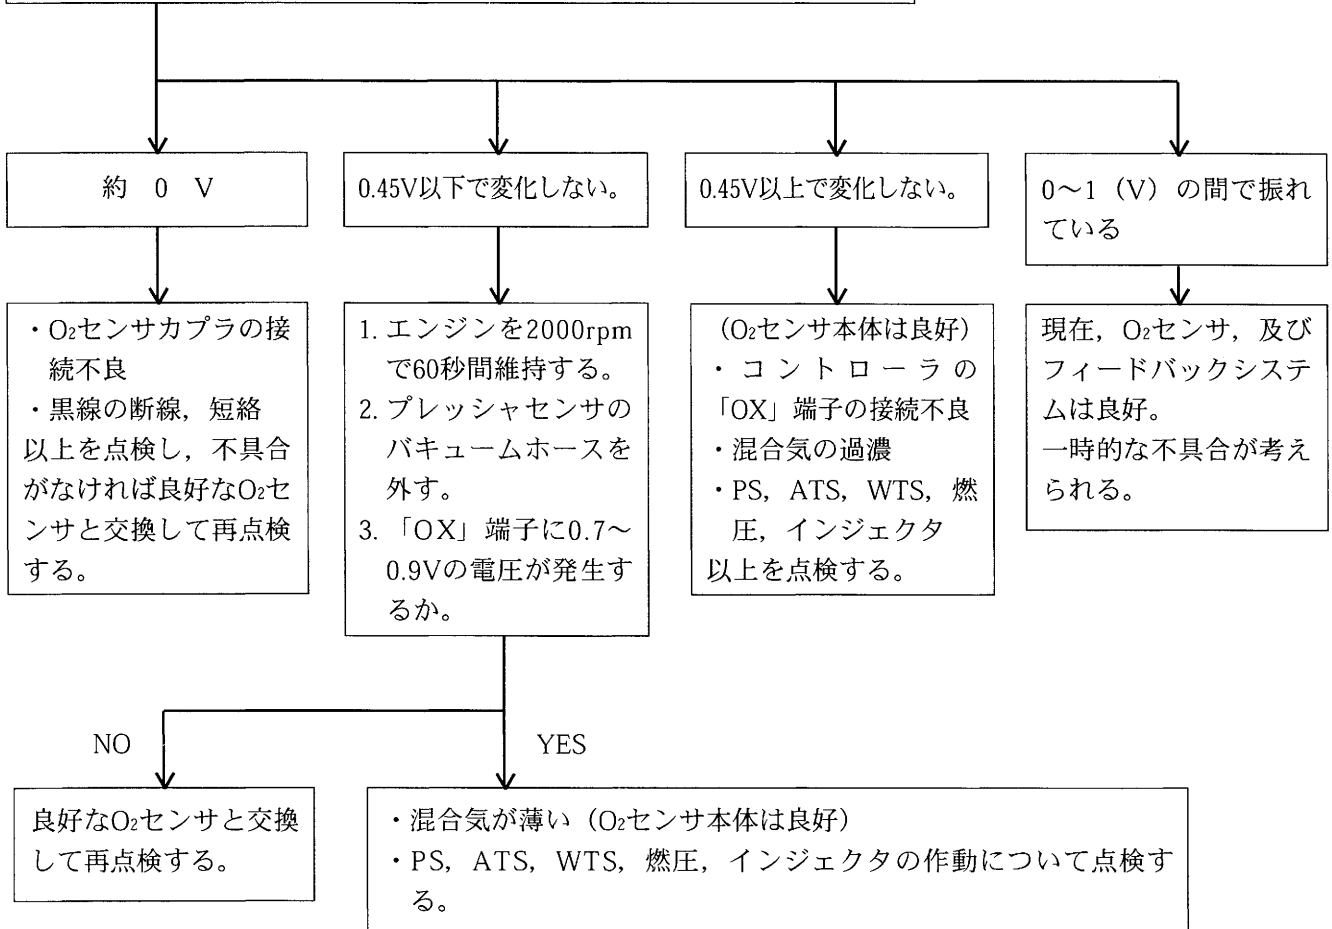 約 0 V
0.45V以下で変化しない。
0.45V以上で変化しない。
0～1（V）の間で振れ
ている
・O₂センサカプラの接
続不良
・黒線の断線，短絡
以上を点検し，不具合
がなければ良好なO₂セ
ンサと交換して再点検
する。
1. エンジンを2000rpm
で60秒間維持する。
2. プレッシャセンサの
バキュームホースを
外す。
3. 「OX」端子に0.7～
0.9Vの電圧が発生す
るか。
（O₂センサ本体は良好）
・コントローラの
「OX」端子の接続不良
・混合気の過濃
・PS，ATS，WTS，燃
圧，インジェクタ
以上を点検する。
現在，O₂センサ，及び
フィードバックシステ
ムは良好。
一時的な不具合が考え
られる。
NO
YES
良好なO₂センサと交換
して再点検する。
・混合気が薄い（O₂センサ本体は良好）
・PS，ATS，WTS，燃圧，インジェクタの作動について点検す
る。